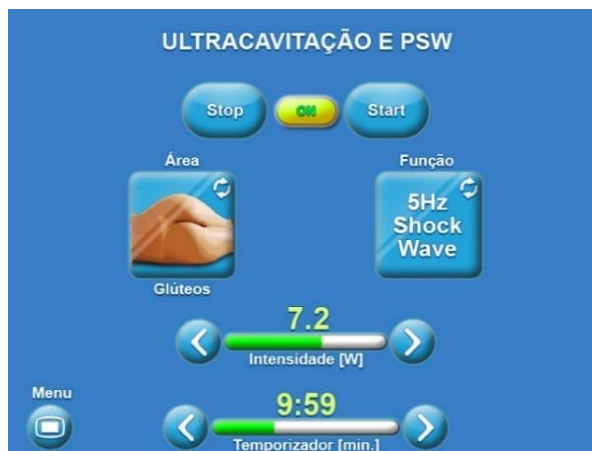 ULTRACAVITAÇÃO E PSW
Stop ON Start
Área Função
5Hz
Shock
Wave
Glúteos
7.2
Intensidade [W]
Menu
9:59
Temporizador [min.]